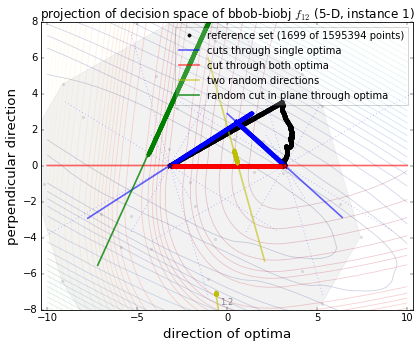 projection of decision space of bbob-biobj f₁₂ (5-D, instance 1)
reference set (1699 of 1595394 points)
cuts through single optima
cut through both optima
two random directions
random cut in plane through optima
perpendicular direction
8
6
4
2
0
−2
−4
−6
−8
1.2
−10
−5
0
5
10
direction of optima